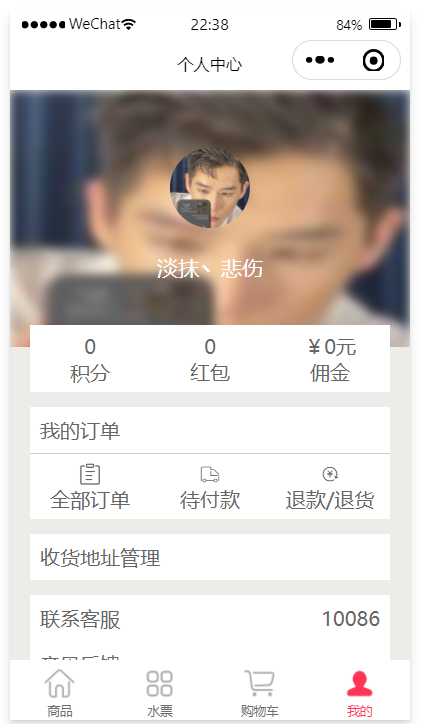 WeChat 22:38 84%
个人中心
淡抹丶悲伤
0 0 ￥0元
积分 红包 佣金
我的订单
全部订单 待付款 退款/退货
收货地址管理
联系客服 10086
商品 水票 购物车 我的